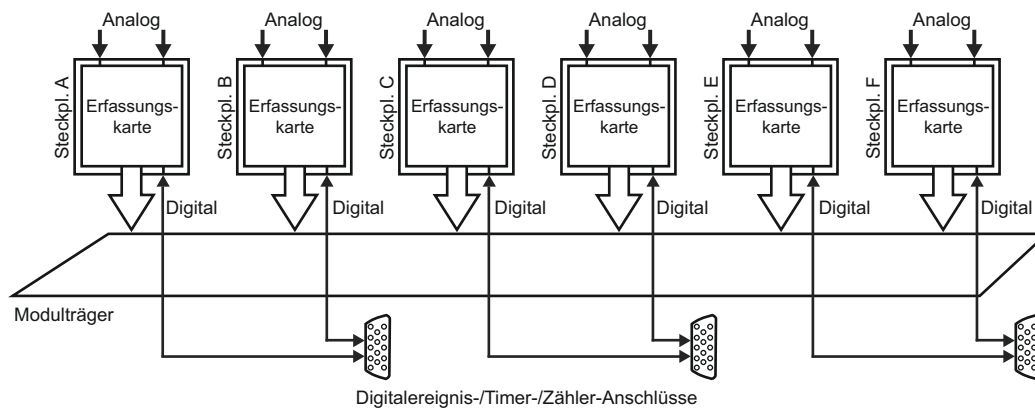 Analog Analog Analog Analog Analog Analog
Steckpl. A
Erfassungs-
karte
Steckpl. B
Erfassungs-
karte
Steckpl. C
Erfassungs-
karte
Steckpl. D
Erfassungs-
karte
Steckpl. E
Erfassungs-
karte
Steckpl. F
Erfassungs-
karte
Digital Digital Digital Digital Digital Digital
Modulträger
Digitalereignis-/Timer-/Zähler-Anschlüsse